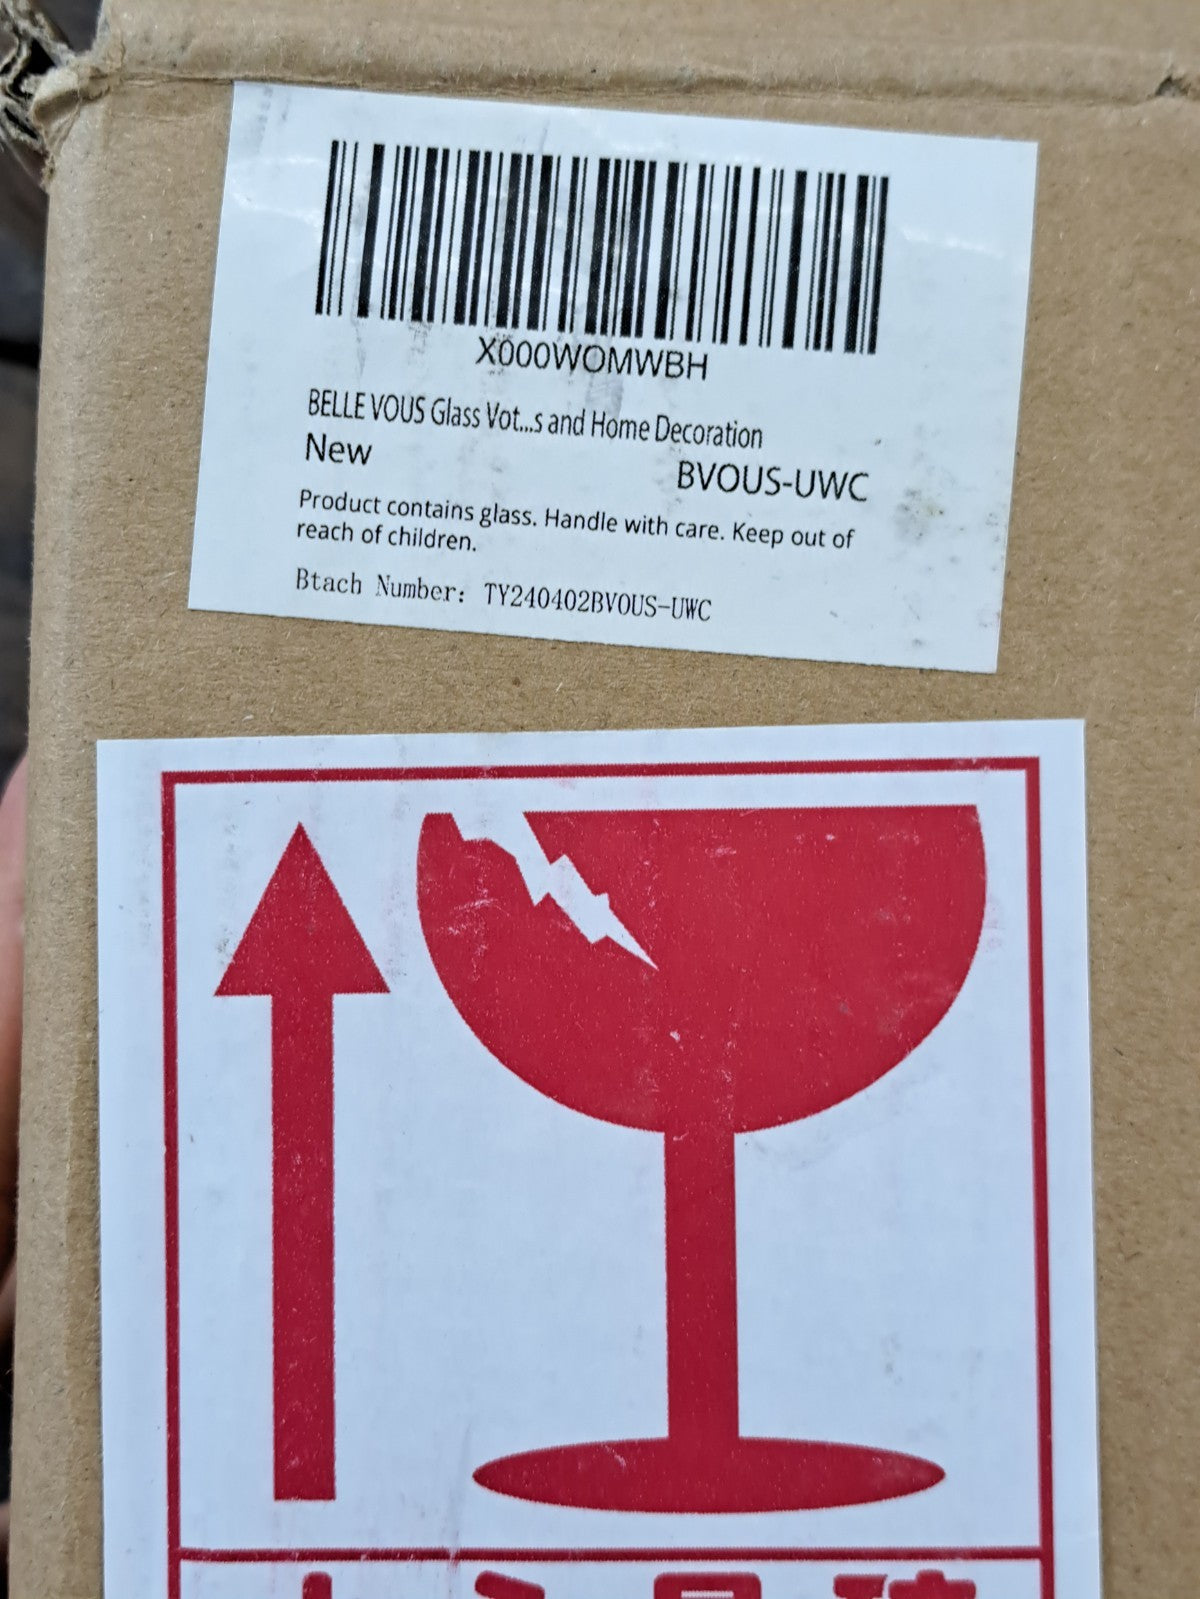 X000WOMWBH
BELLE VOUS Glass Vot...s and Home Decoration
New
BVOUS-UWC
Product contains glass. Handle with care. Keep out of
reach of children.
Btach Number: TY240402BVOUS-UWC